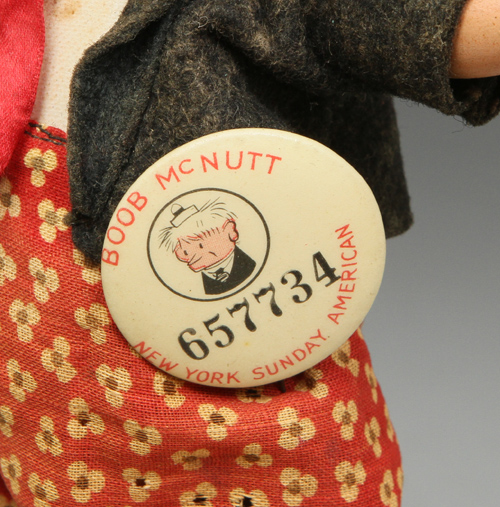 BOOB McNUTT
657734
NEW YORK SUNDAY AMERICAN